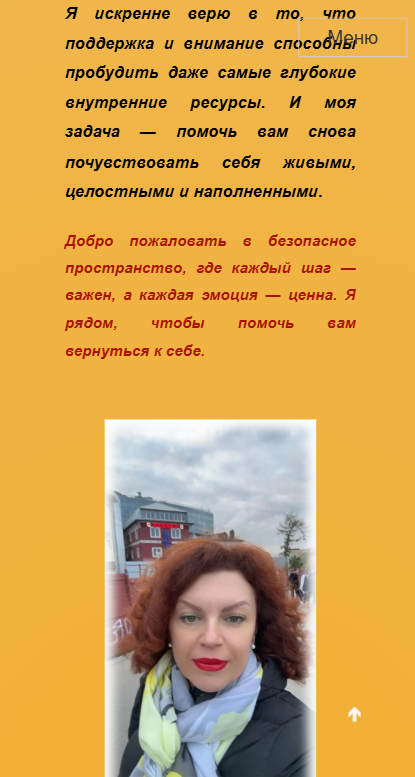 Я искренне верю в то, что
Меню
поддержка и внимание способны
пробудить даже самые глубокие
внутренние ресурсы. И моя
задача — помочь вам снова
почувствовать себя живыми,
целостными и наполненными.
Добро пожаловать в безопасное
пространство, где каждый шаг —
важен, а каждая эмоция — ценна. Я
рядом, чтобы помочь вам
вернуться к себе.